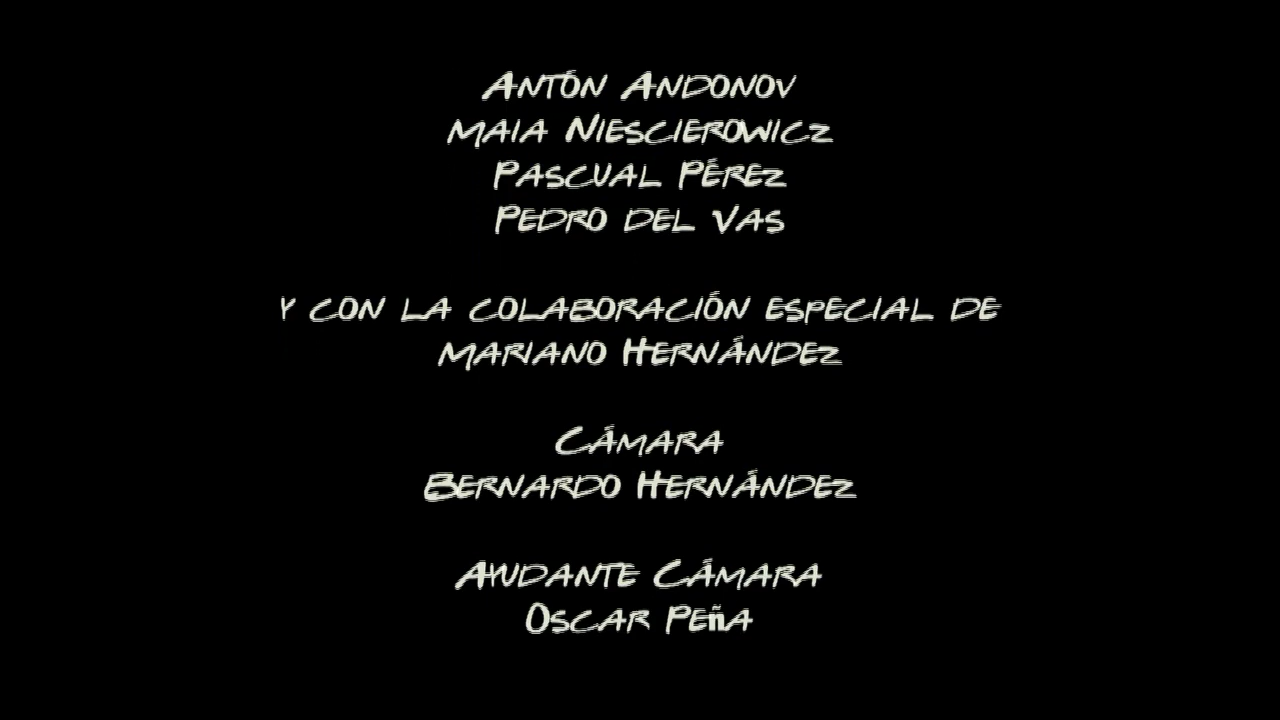 Antón Andonov
Maia Niescierowicz
Pascual Pérez
Pedro del Vas
y con la colaboración especial de
Mariano Hernández
Cámara
Bernardo Hernández
Ayudante Cámara
Oscar Peña